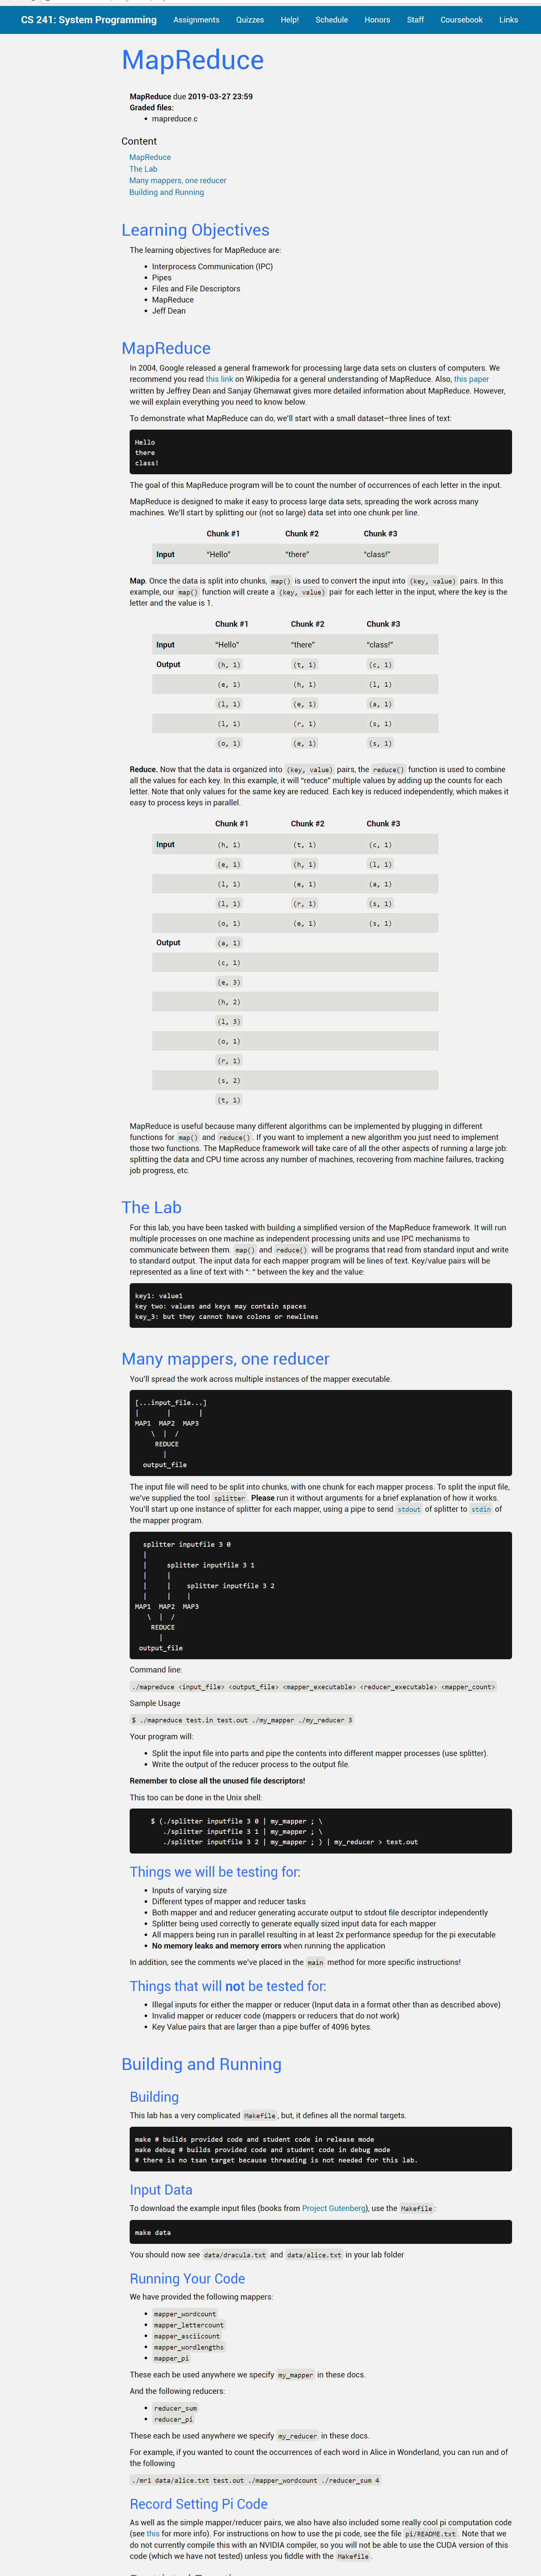 CS 241: System Programming Assignments Quizzes Help! Schedule Honors Staff Coursebook Links
MapReduce
MapReduce due 2019-03-27 23:59
Graded files:
• mapreduce.c
Content
MapReduce
The Lab
Many mappers, one reducer
Building and Running
Learning Objectives
The learning objectives for MapReduce are:
• Interprocess Communication (IPC)
• Pipes
• Files and File Descriptors
• MapReduce
• Jeff Dean
MapReduce
In 2004, Google released a general framework for processing large data sets on clusters of computers. We
recommend you read this link on Wikipedia for a general understanding of MapReduce. Also, this paper
written by Jeffrey Dean and Sanjay Ghemawat gives more detailed information about MapReduce. However,
we will explain everything you need to know below.
To demonstrate what MapReduce can do, we'll start with a small dataset–three lines of text:
Hello
there
class!
The goal of this MapReduce program will be to count the number of occurrences of each letter in the input.
MapReduce is designed to make it easy to process large data sets, spreading the work across many
machines. We'll start by splitting our (not so large) data set into one chunk per line.
Chunk #1 Chunk #2 Chunk #3
Input "Hello" "there" "class!"
Map. Once the data is split into chunks, map() is used to convert the input into (key, value) pairs. In this
example, our map() function will create a (key, value) pair for each letter in the input, where the key is the
letter and the value is 1.
Chunk #1 Chunk #2 Chunk #3
Input "Hello" "there" "class!"
Output (h, 1) (t, 1) (c, 1)
(e, 1) (h, 1) (l, 1)
(l, 1) (e, 1) (a, 1)
(l, 1) (r, 1) (s, 1)
(o, 1) (e, 1) (s, 1)
Reduce. Now that the data is organized into (key, value) pairs, the reduce() function is used to combine
all the values for each key. In this example, it will "reduce" multiple values by adding up the counts for each
letter. Note that only values for the same key are reduced. Each key is reduced independently, which makes it
easy to process keys in parallel.
Chunk #1 Chunk #2 Chunk #3
Input (h, 1) (t, 1) (c, 1)
(e, 1) (h, 1) (l, 1)
(l, 1) (e, 1) (a, 1)
(l, 1) (r, 1) (s, 1)
(o, 1) (e, 1) (s, 1)
Output (a, 1)
(c, 1)
(e, 3)
(h, 2)
(l, 3)
(o, 1)
(r, 1)
(s, 2)
(t, 1)
MapReduce is useful because many different algorithms can be implemented by plugging in different
functions for map() and reduce(). If you want to implement a new algorithm you just need to implement
those two functions. The MapReduce framework will take care of all the other aspects of running a large job:
splitting the data and CPU time across any number of machines, recovering from machine failures, tracking
job progress, etc.
The Lab
For this lab, you have been tasked with building a simplified version of the MapReduce framework. It will run
multiple processes on one machine as independent processing units and use IPC mechanisms to
communicate between them. map() and reduce() will be programs that read from standard input and write
to standard output. The input data for each mapper program will be lines of text. Key/value pairs will be
represented as a line of text with ": " between the key and the value:
key1: value1
key two: values and keys may contain spaces
key_3: but they cannot have colons or newlines
Many mappers, one reducer
You'll spread the work across multiple instances of the mapper executable.
[...input_file...]
| | |
MAP1 MAP2 MAP3
\ | /
REDUCE
|
output_file
The input file will need to be split into chunks, with one chunk for each mapper process. To split the input file,
we've supplied the tool splitter. Please run it without arguments for a brief explanation of how it works.
You'll start up one instance of splitter for each mapper, using a pipe to send stdout of splitter to stdin of
the mapper program.
splitter inputfile 3 0
|
| splitter inputfile 3 1
| |
| | splitter inputfile 3 2
| | |
MAP1 MAP2 MAP3
\ | /
REDUCE
|
output_file
Command line:
./mapreduce <input_file> <output_file> <mapper_executable> <reducer_executable> <mapper_count>
Sample Usage
$ ./mapreduce test.in test.out ./my_mapper ./my_reducer 3
Your program will:
• Split the input file into parts and pipe the contents into different mapper processes (use splitter).
• Write the output of the reducer process to the output file.
Remember to close all the unused file descriptors!
This too can be done in the Unix shell:
$ (./splitter inputfile 3 0 | my_mapper ; \
./splitter inputfile 3 1 | my_mapper ; \
./splitter inputfile 3 2 | my_mapper ; ) | my_reducer > test.out
Things we will be testing for:
• Inputs of varying size
• Different types of mapper and reducer tasks
• Both mapper and and reducer generating accurate output to stdout file descriptor independently
• Splitter being used correctly to generate equally sized input data for each mapper
• All mappers being run in parallel resulting in at least 2x performance speedup for the pi executable
• No memory leaks and memory errors when running the application
In addition, see the comments we've placed in the main method for more specific instructions!
Things that will not be tested for:
• Illegal inputs for either the mapper or reducer (Input data in a format other than as described above)
• Invalid mapper or reducer code (mappers or reducers that do not work)
• Key Value pairs that are larger than a pipe buffer of 4096 bytes.
Building and Running
Building
This lab has a very complicated Makefile, but, it defines all the normal targets.
make # builds provided code and student code in release mode
make debug # builds provided code and student code in debug mode
# there is no tsan target because threading is not needed for this lab.
Input Data
To download the example input files (books from Project Gutenberg), use the Makefile:
make data
You should now see data/dracula.txt and data/alice.txt in your lab folder
Running Your Code
We have provided the following mappers:
• mapper_wordcount
• mapper_lettercount
• mapper_asciicount
• mapper_wordlengths
• mapper_pi
These each be used anywhere we specify my_mapper in these docs.
And the following reducers:
• reducer_sum
• reducer_pi
These each be used anywhere we specify my_reducer in these docs.
For example, if you wanted to count the occurrences of each word in Alice in Wonderland, you can run and of
the following
./mr1 data/alice.txt test.out ./mapper_wordcount ./reducer_sum 4
Record Setting Pi Code
As well as the simple mapper/reducer pairs, we also have also included some really cool pi computation code
(see this for more info). For instructions on how to use the pi code, see the file pi/README.txt. Note that we
do not currently compile this with an NVIDIA compiler, so you will not be able to use the CUDA version of this
code (which we have not tested) unless you fiddle with the Makefile.